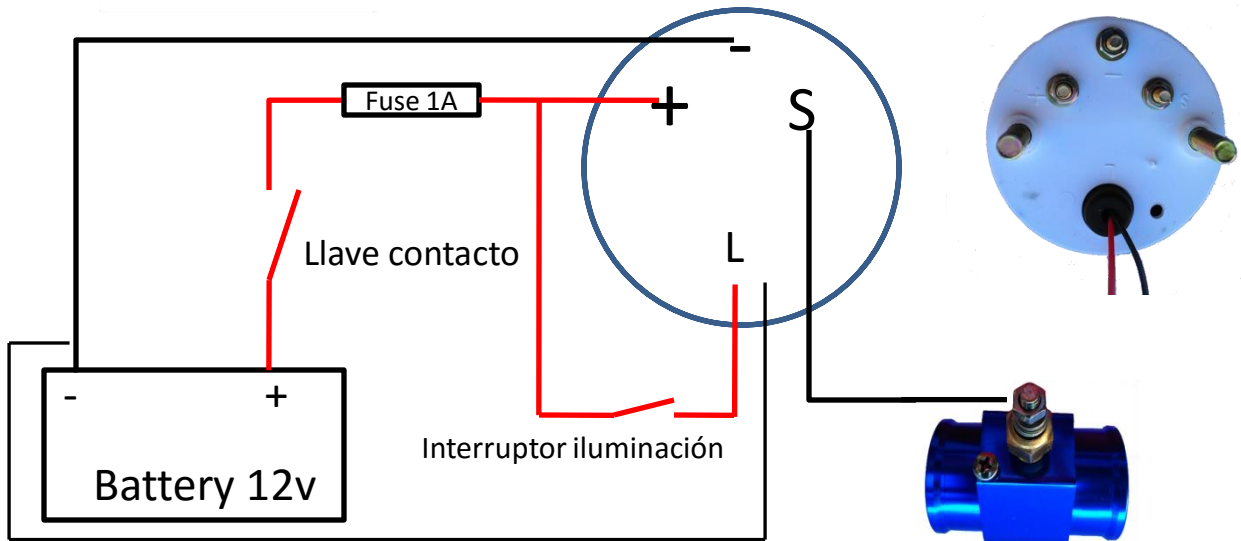 -
Fuse 1A
+
S
Llave contacto
L
- +
Interruptor iluminación
Battery 12v